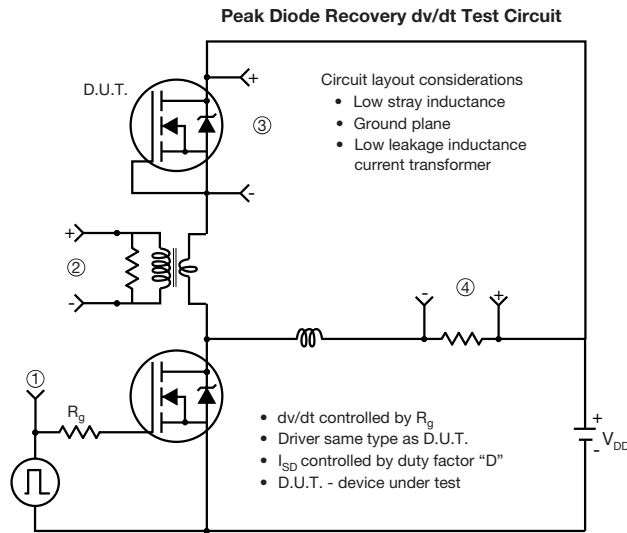 Peak Diode Recovery dv/dt Test Circuit
D.U.T.
+
③
-
Circuit layout considerations
• Low stray inductance
• Ground plane
• Low leakage inductance
current transformer
+
②
-
-
④
+
①
Rg
• dv/dt controlled by Rg
• Driver same type as D.U.T.
• ISD controlled by duty factor “D”
• D.U.T. - device under test
+
VDD
-